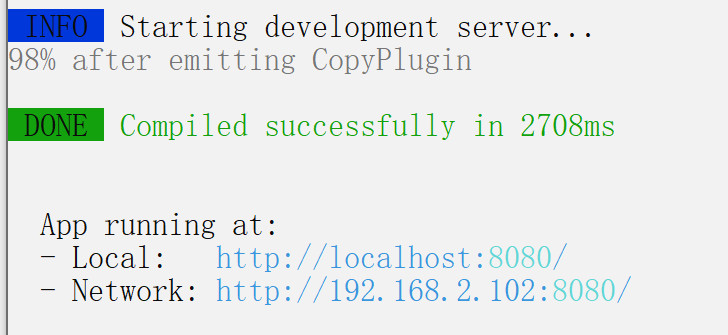 INFO Starting development server...
98% after emitting CopyPlugin
DONE Compiled successfully in 2708ms
App running at:
- Local: http://localhost:8080/
- Network: http://192.168.2.102:8080/